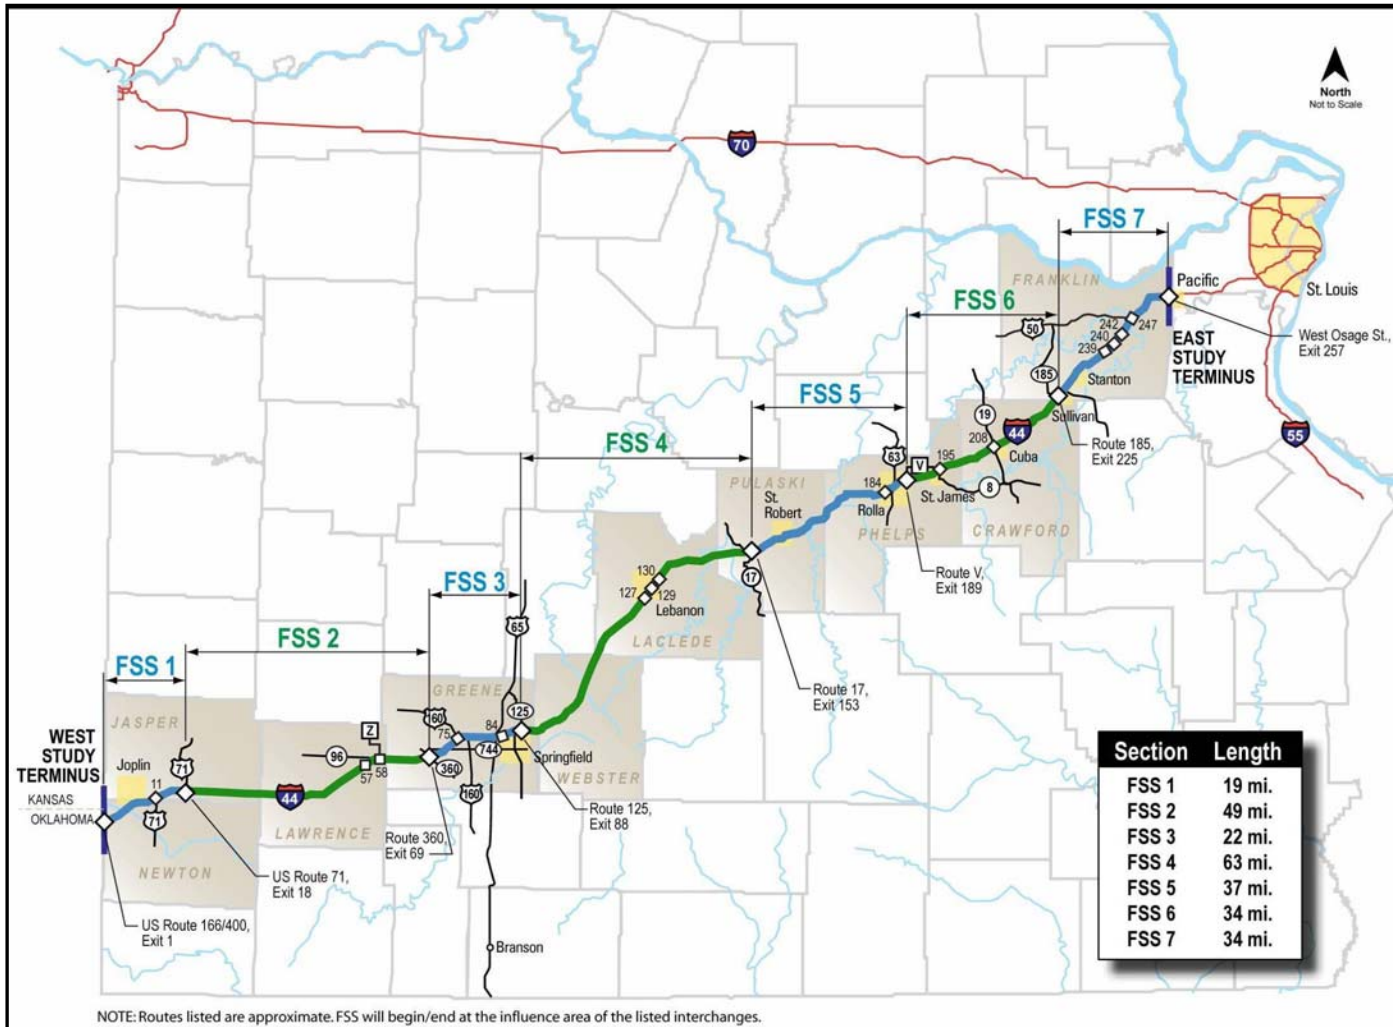 North
Not to Scale
70
FSS 7
FRANKLIN
Pacific
St. Louis
FSS 6
50
242
247
240
239
West Osage St.,
Exit 257
EAST
STUDY
TERMINUS
185
Stanton
FSS 5
Sullivan
19
44
208
Cuba
Route 185,
Exit 225
55
FSS 4
63
V
195
PULASKI
St.
Robert
184
Rolla
St. James
8
PHELPS
CRAWFORD
Route V,
Exit 189
130
127
129
Lebanon
17
LACLEDE
FSS 3
65
FSS 2
FSS 1
Route 17,
Exit 153
GREENE
JASPER
160
75
84
125
Z
WEST
STUDY
TERMINUS
Joplin
71
11
96
57
58
360
744
Springfield
WEBSTER
160
KANSAS
OKLAHOMA
71
44
LAWRENCE
Route 360,
Exit 69
Route 125,
Exit 88
NEWTON
US Route 71,
Exit 18
US Route 166/400,
Exit 1
Branson
Section Length
FSS 1 19 mi.
FSS 2 49 mi.
FSS 3 22 mi.
FSS 4 63 mi.
FSS 5 37 mi.
FSS 6 34 mi.
FSS 7 34 mi.
NOTE: Routes listed are approximate. FSS will begin/end at the influence area of the listed interchanges.